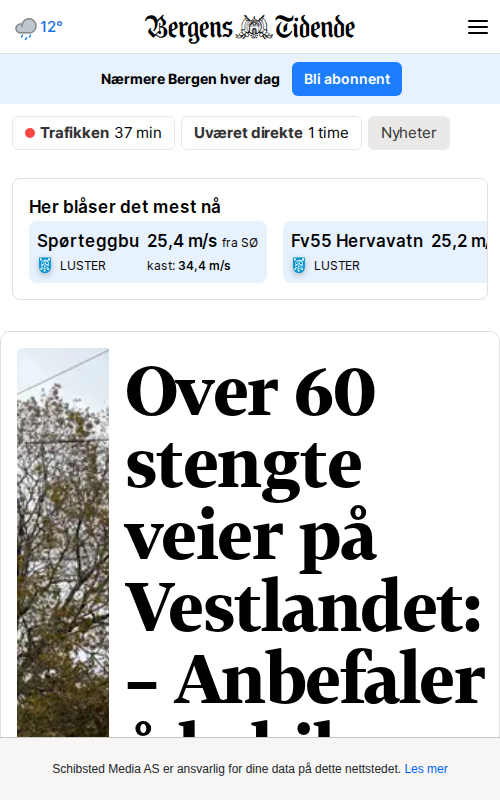 12°
Bergens Tidende
Nærmere Bergen hver dag
Bli abonnent
Trafikken 37 min
Uværet direkte 1 time
Nyheter
Her blåser det mest nå
Spørteggbu 25,4 m/s fra SØ
LUSTER kast: 34,4 m/s
Fv55 Hervavatn 25,2 m/
LUSTER
Over 60
stengte
veier på
Vestlandet:
– Anbefaler
Schibsted Media AS er ansvarlig for dine data på dette nettstedet. Les mer